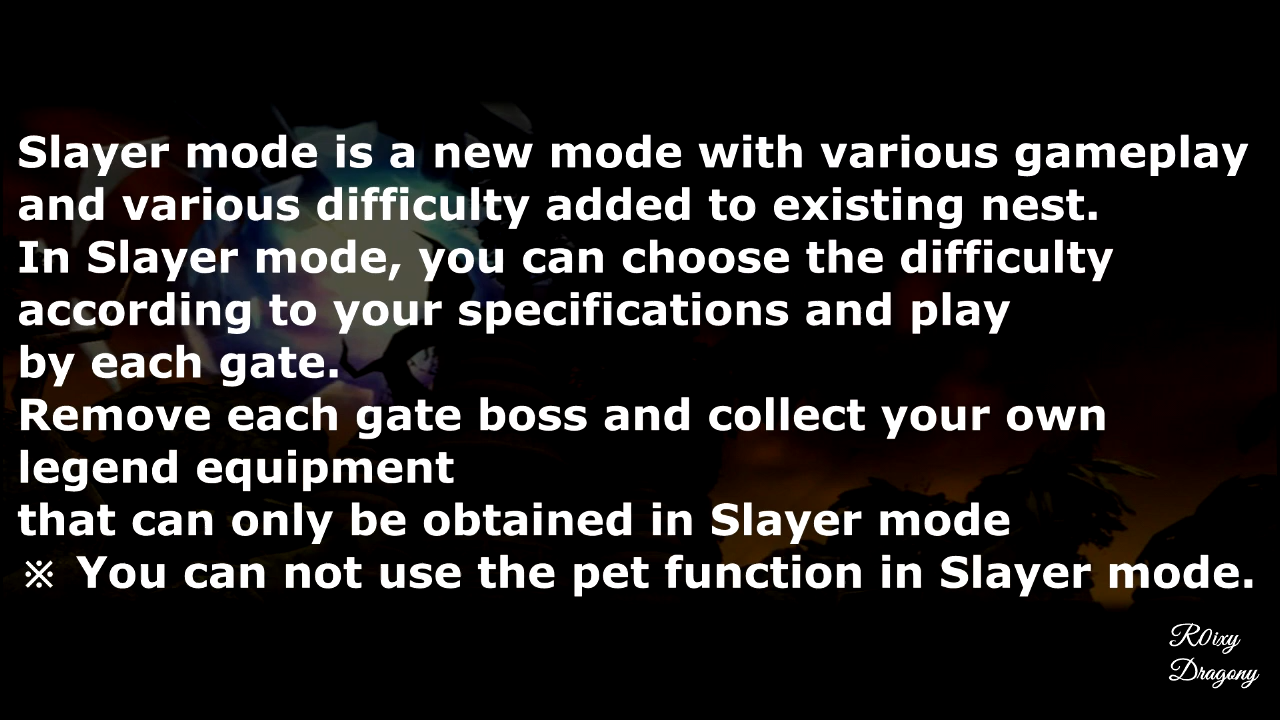 Slayer mode is a new mode with various gameplay
and various difficulty added to existing nest.
In Slayer mode, you can choose the difficulty
according to your specifications and play
by each gate.
Remove each gate boss and collect your own
legend equipment
that can only be obtained in Slayer mode
※ You can not use the pet function in Slayer mode.
R0ixy
Dragony